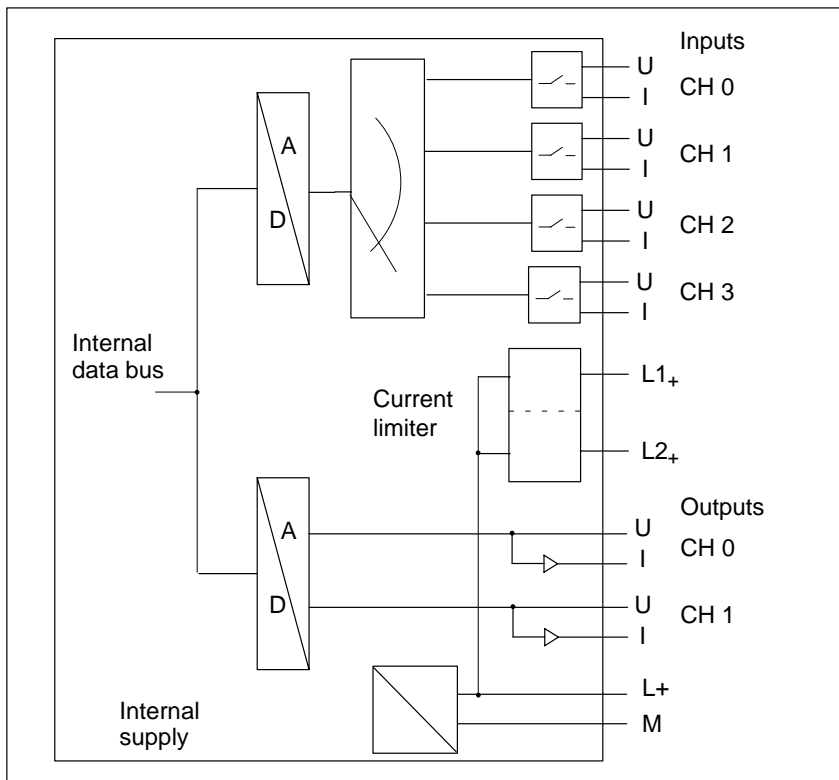 Inputs
U
I
CH 0
U
I
CH 1
U
I
CH 2
U
I
CH 3
A
D
Internal
data bus
Current
limiter
L1+
L2+
Outputs
A
D
U
I
CH 0
U
I
CH 1
L+
M
Internal
supply